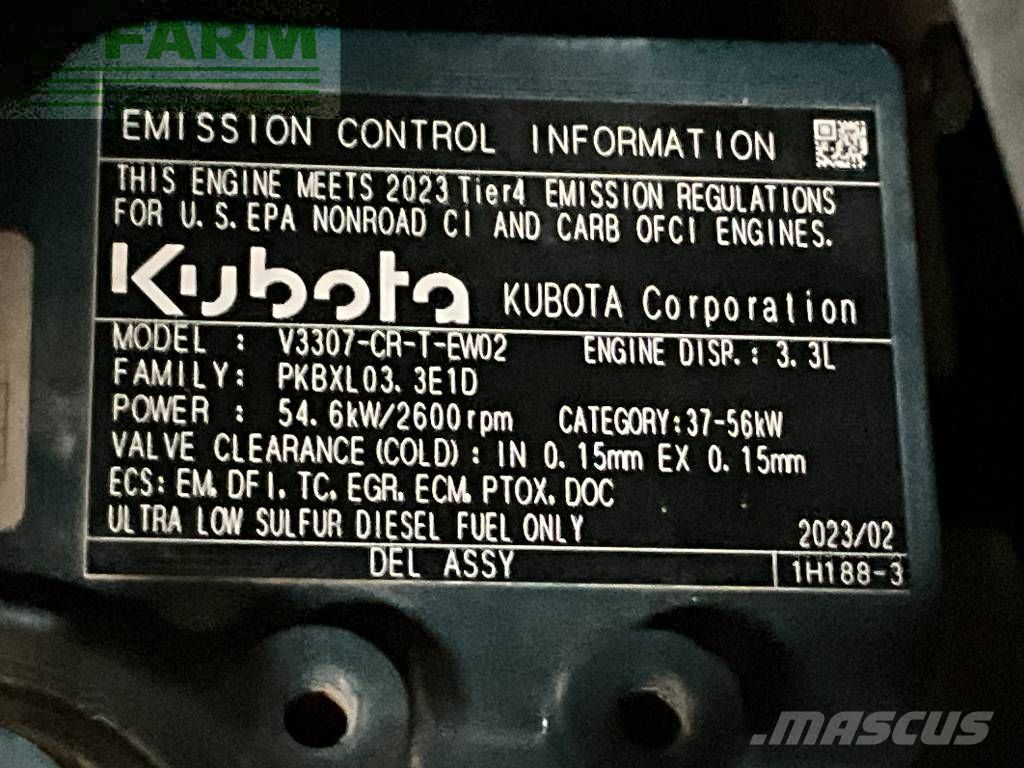 FARM
EMISSION CONTROL INFORMATION
THIS ENGINE MEETS 2023 Tier4 EMISSION REGULATIONS
FOR U.S.EPA NONROAD CI AND CARB OFCI ENGINES.
Kubota KUBOTA Corporation
MODEL : V3307-CR-T-EW02 ENGINE DISP.: 3.3L
FAMILY: PKBXL03.3E1D
POWER : 54.6kW/2600rpm CATEGORY:37-56kW
VALVE CLEARANCE(COLD): IN 0.15mm EX 0.15mm
ECS: EM.DFI.TC.EGR.ECM.PTOX.DOC
ULTRA LOW SULFUR DIESEL FUEL ONLY 2023/02
DEL ASSY 1H188-3
MASCUS